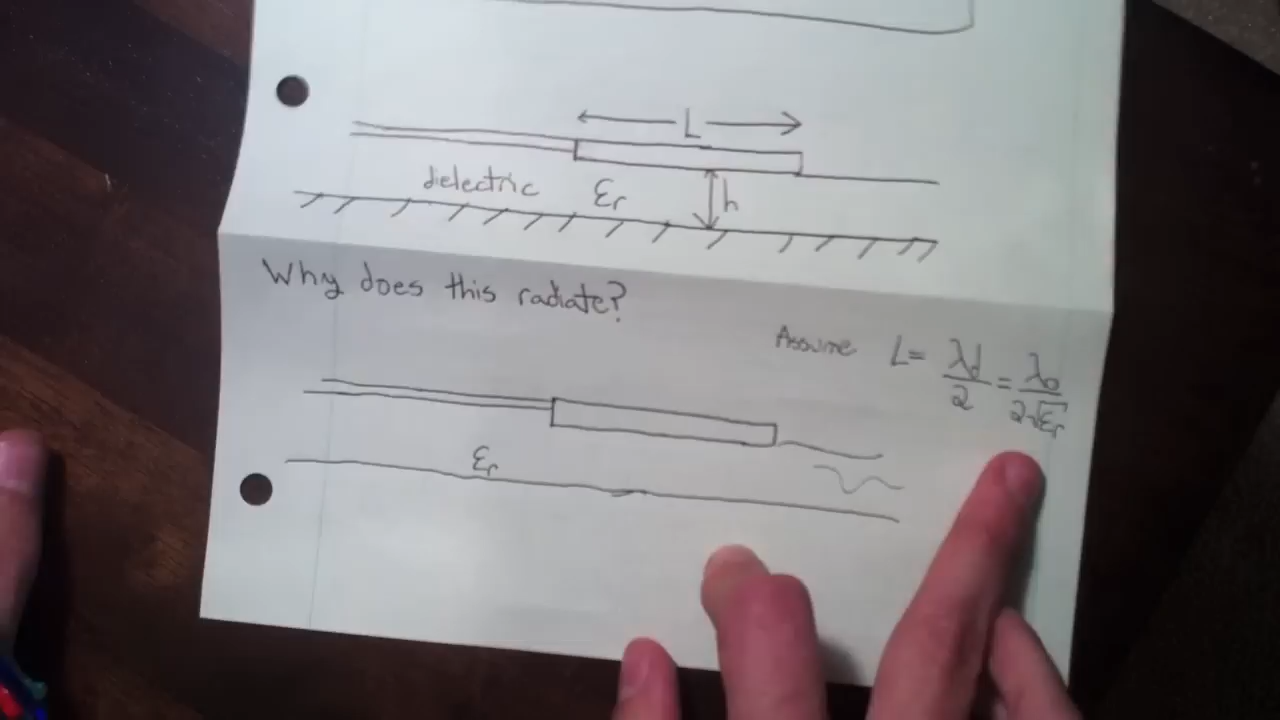 L
dielectric εr h
Why does this radiate?
Assume L= λd/2 = λ0/2√εr
εr